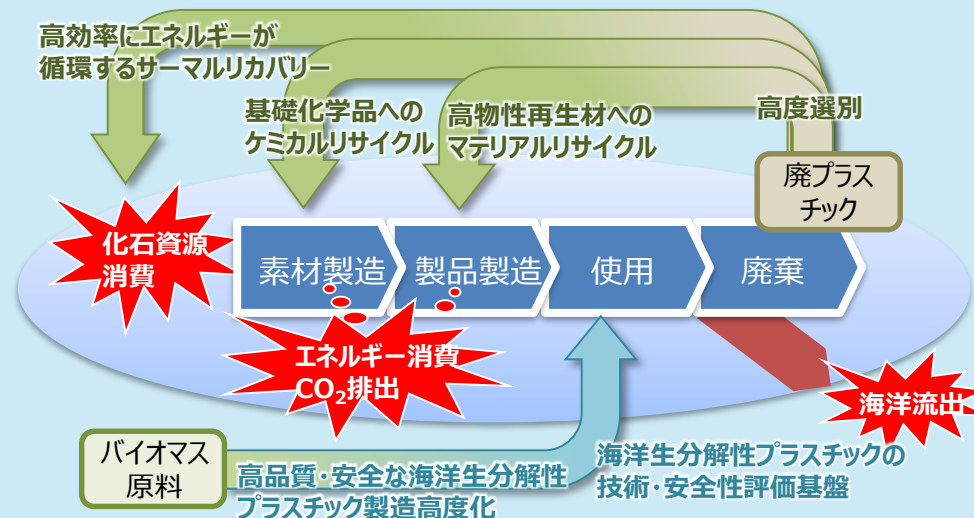 高効率にエネルギーが
循環するサーマルリカバリー
基礎化学品への
ケミカルリサイクル
高物性再生材への
マテリアルリサイクル
高度選別
廃プラス
チック
化石資源
消費
素材製造
製品製造
使用
廃棄
エネルギー消費
CO₂排出
海洋流出
バイオマス
原料
高品質・安全な海洋生分解性
プラスチック製造高度化
海洋生分解性プラスチックの
技術・安全性評価基盤